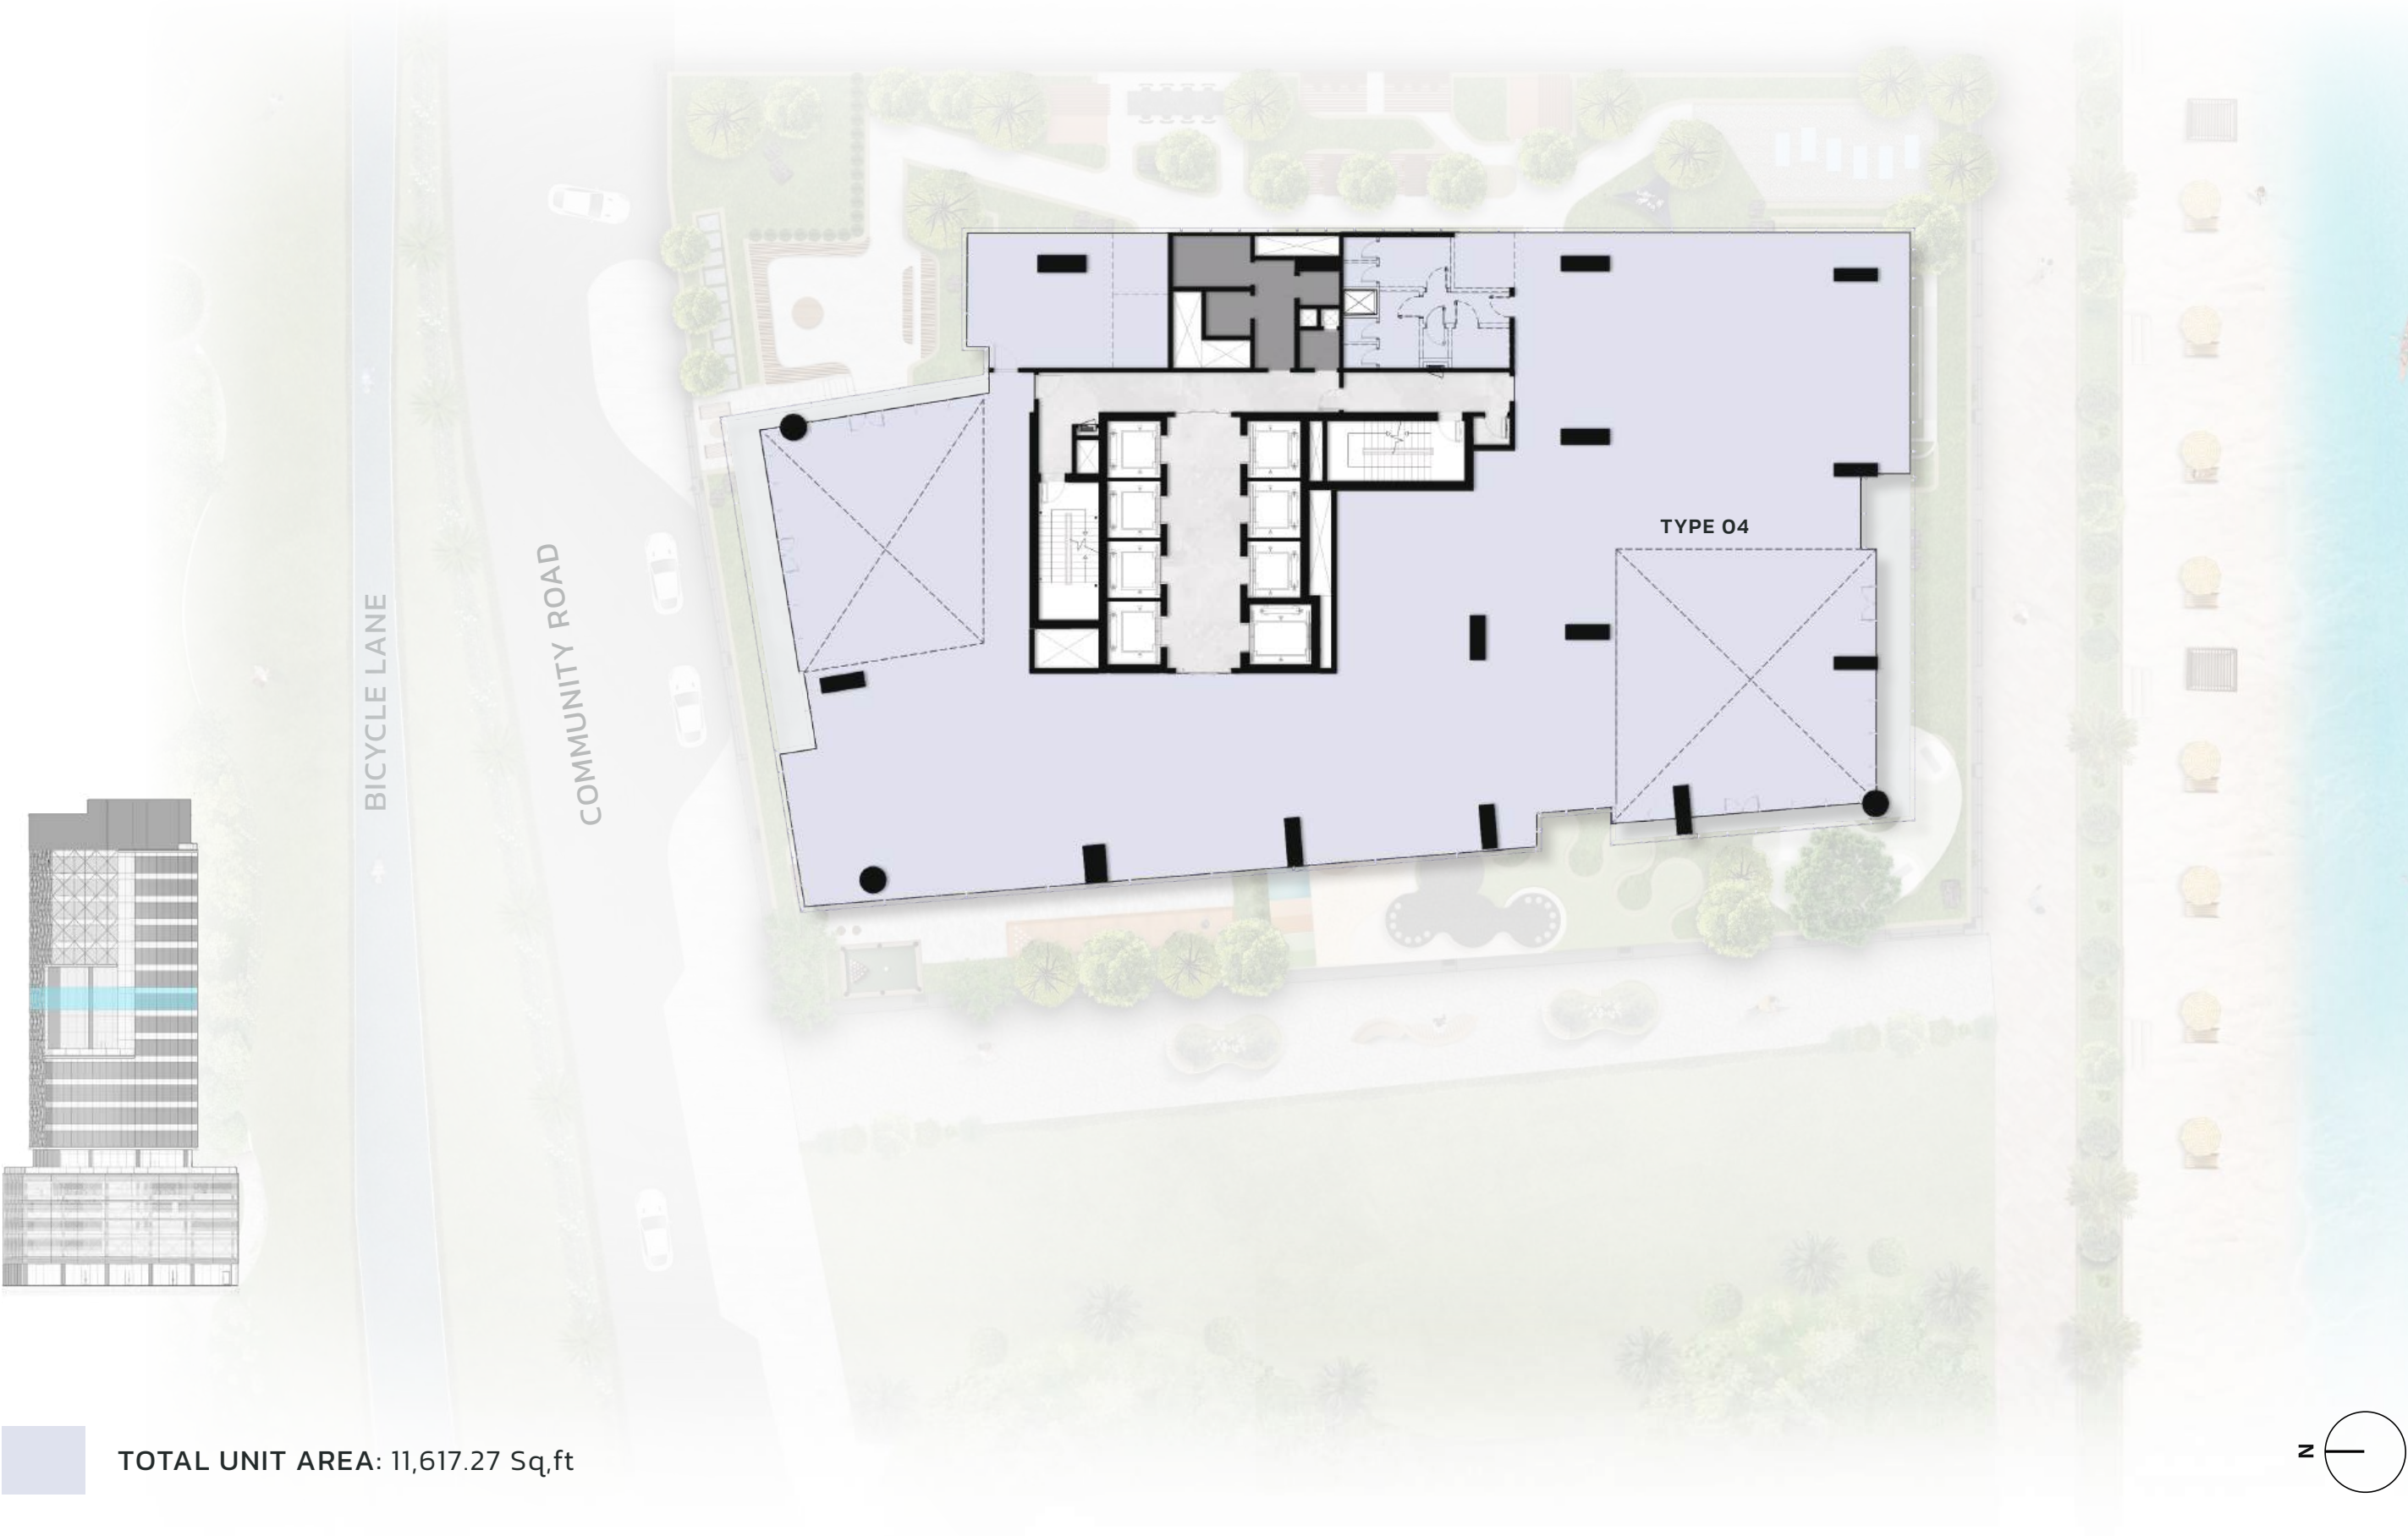 TYPE 04
BICYCLE LANE
COMMUNITY ROAD
TOTAL UNIT AREA: 11,617.27 Sq,ft
N